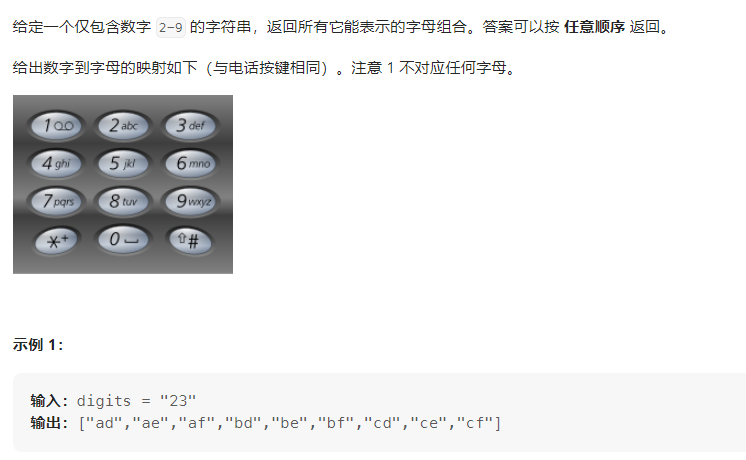 给定一个仅包含数字 2-9 的字符串，返回所有它能表示的字母组合。答案可以按 任意顺序 返回。
给出数字到字母的映射如下（与电话按键相同）。注意 1 不对应任何字母。
1 2 abc 3 def
4 ghi 5 jkl 6 mno
7 pqrs 8 tuv 9 wxyz
*+ 0 ⇧#
示例 1：
输入：digits = "23"
输出：["ad","ae","af","bd","be","bf","cd","ce","cf"]